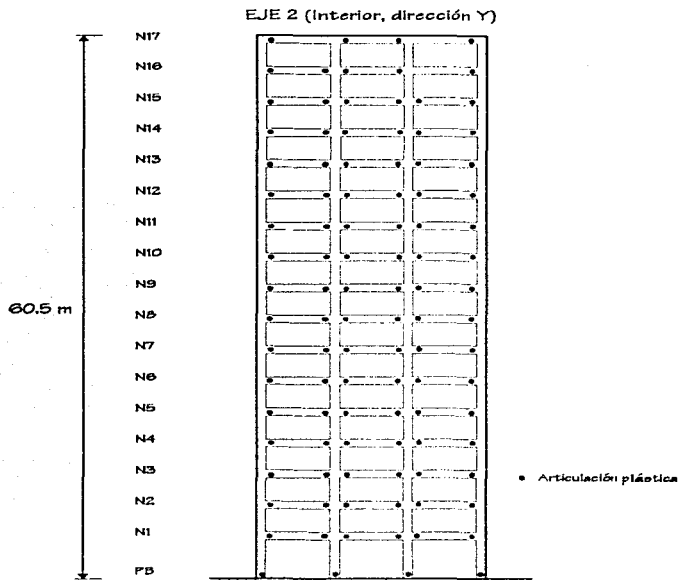 EJE 2 (Interior, dirección Y)
N17
N16
N15
N14
N13
N12
N11
N10
N9
60.5 m
N8
N7
N6
N5
N4
N3
• Articulación plástica
N2
N1
PB